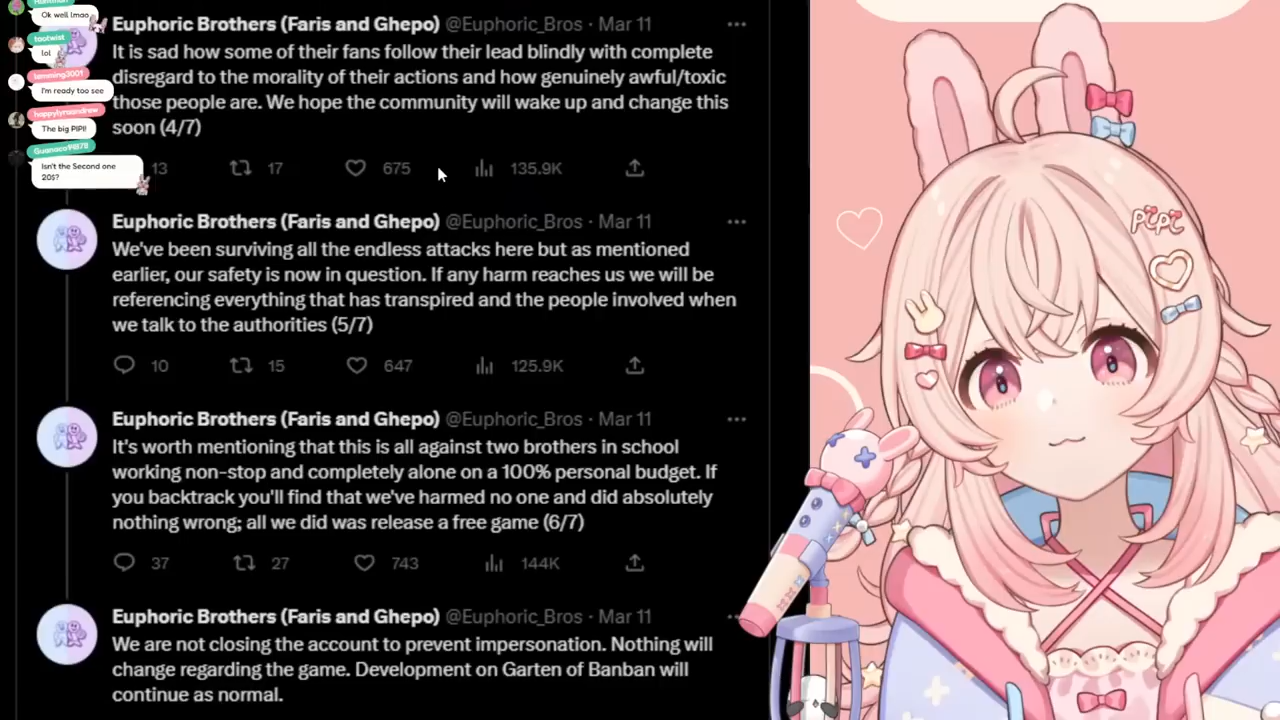 Ok well lmao
taotwist
lol
lamming3001
I'm ready too see
happylyraandrew
The big PIPI!
Guanaco14878
Isn't the Second one
20$?
Euphoric Brothers (Faris and Ghepo) @Euphoric_Bros · Mar 11
It is sad how some of their fans follow their lead blindly with complete
disregard to the morality of their actions and how genuinely awful/toxic
those people are. We hope the community will wake up and change this
soon (4/7)
13 17 675 135.9K
Euphoric Brothers (Faris and Ghepo) @Euphoric_Bros · Mar 11
We've been surviving all the endless attacks here but as mentioned
earlier, our safety is now in question. If any harm reaches us we will be
referencing everything that has transpired and the people involved when
we talk to the authorities (5/7)
10 15 647 125.9K
Euphoric Brothers (Faris and Ghepo) @Euphoric_Bros · Mar 11
It's worth mentioning that this is all against two brothers in school
working non-stop and completely alone on a 100% personal budget. If
you backtrack you'll find that we've harmed no one and did absolutely
nothing wrong; all we did was release a free game (6/7)
37 27 743 144K
Euphoric Brothers (Faris and Ghepo) @Euphoric_Bros · Mar 11
We are not closing the account to prevent impersonation. Nothing will
change regarding the game. Development on Garten of Banban will
continue as normal.
PiPi